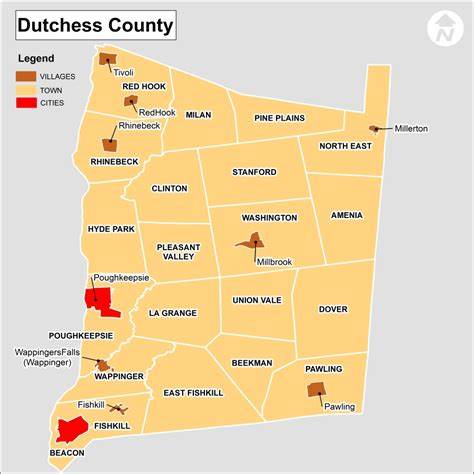 Dutchess County
N
Legend
VILLAGES
TOWN
CITIES
Tivoli
RED HOOK
RedHook
MILAN
PINE PLAINS
Rhinebeck
Millerton
NORTH EAST
RHINEBECK
STANFORD
CLINTON
WASHINGTON
AMENIA
HYDE PARK
PLEASANT
VALLEY
Millbrook
Poughkeepsie
UNION VALE
DOVER
LA GRANGE
POUGHKEEPSIE
WappingersFalls
(Wappinger)
BEEKMAN
PAWLING
WAPPINGER
EAST FISHKILL
Fishkill
Pawling
FISHKILL
BEACON